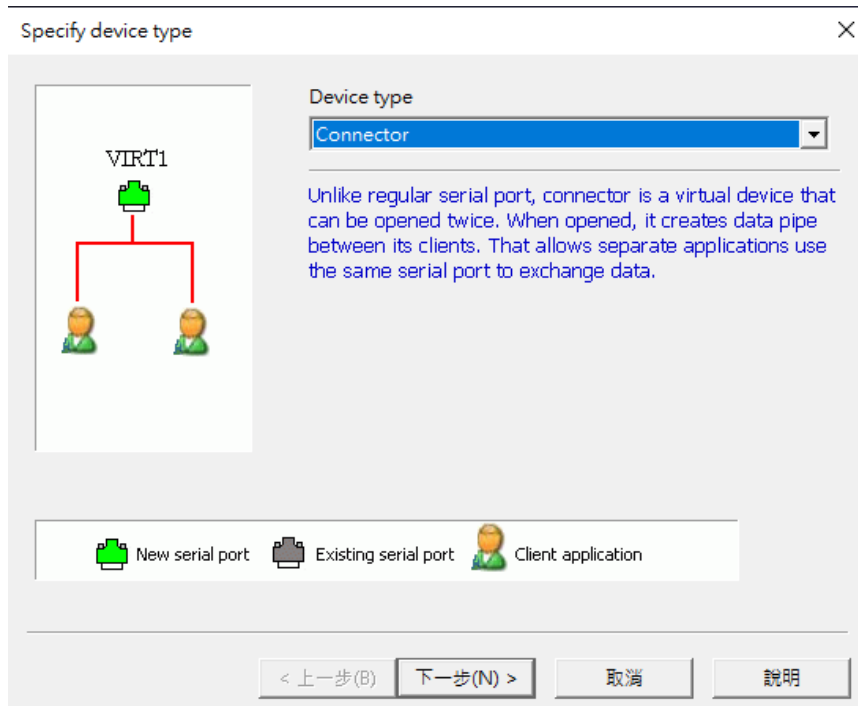 Specify device type
VIRT1
Device type
Connector
Unlike regular serial port, connector is a virtual device that
can be opened twice. When opened, it creates data pipe
between its clients. That allows separate applications use
the same serial port to exchange data.
New serial port Existing serial port Client application
< 上一步(B) 下一步(N) > 取消 說明